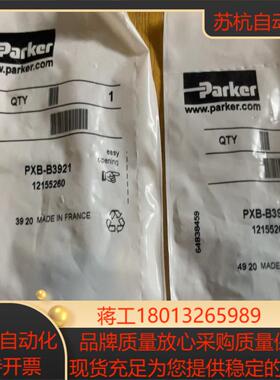 苏杭自动
Parker
www.parker.com
QTY
1
PXB-B3921
12155260
easy
opening
39 20 MADE IN FRANCE
Parker
www.parker.com
QTY
64B38459
PXB-B39
1215526
49 20 MADE IN FRAN
蒋工18013265989
自动化
品牌质量放心采购质量保
开票
现货充足为您提供稳定的